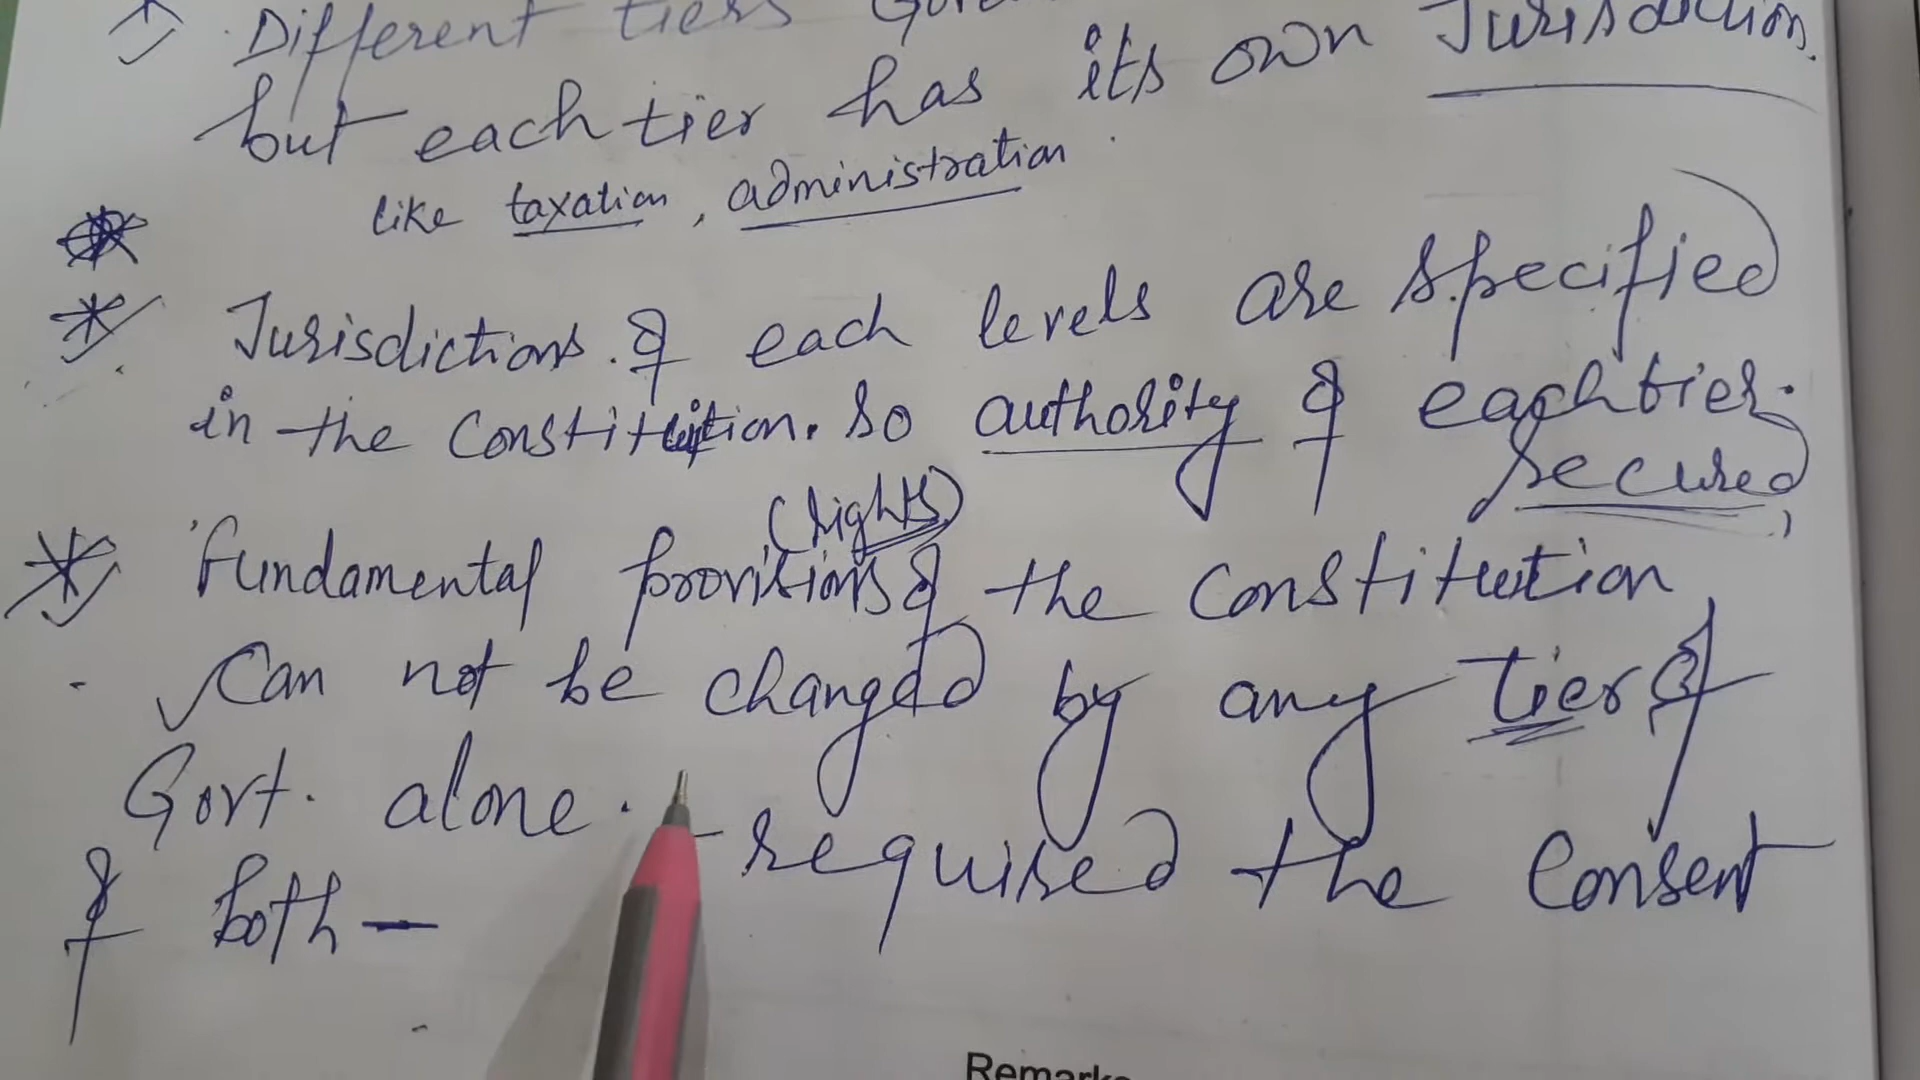 Different tiers
but each tier has its own Jurisdiction.
like taxation, administration
Jurisdictions of each levels are specified
in the Constitution. So authority of each tier
secured
(rights)
Fundamental provisions of the Constitution
Can not be changed by any tier of
Govt. alone. - required the Consent
of both -
Remarks